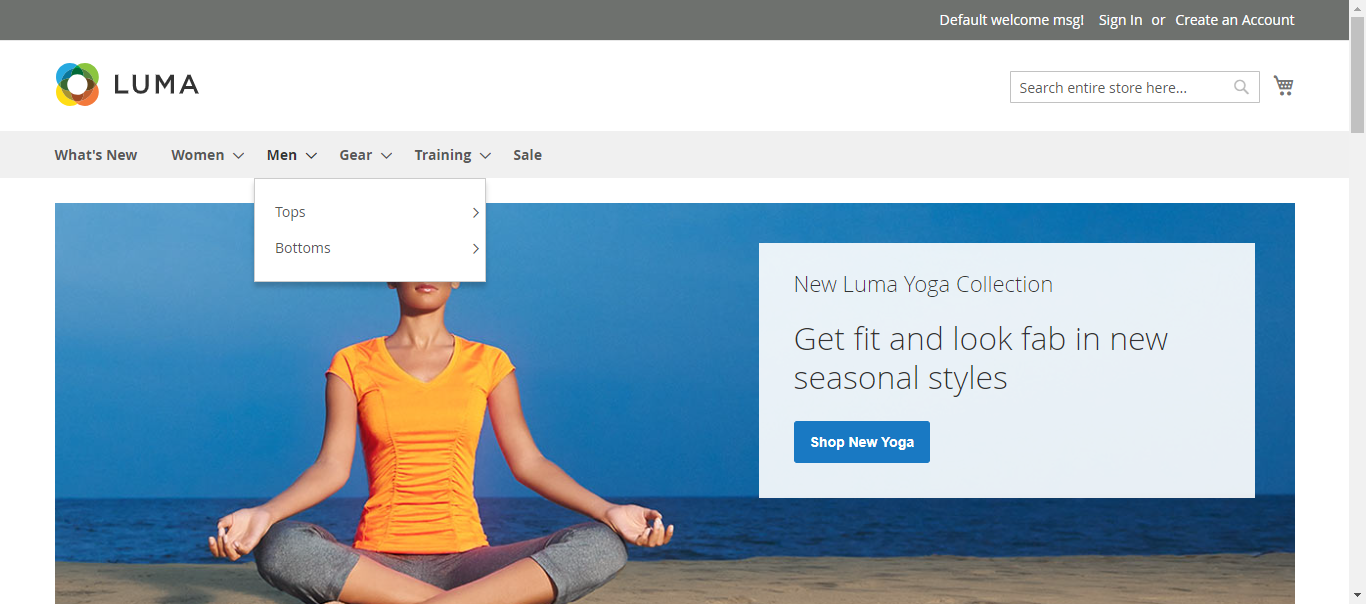 Default welcome msg! Sign In or Create an Account
LUMA
Search entire store here...
What's New Women Men Gear Training Sale
Tops
Bottoms
New Luma Yoga Collection
Get fit and look fab in new
seasonal styles
Shop New Yoga